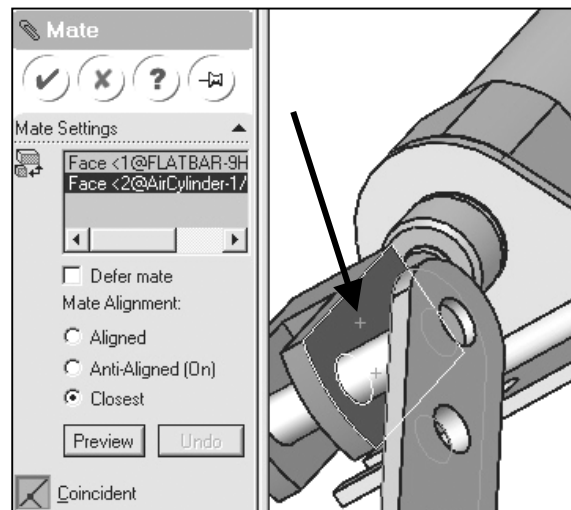 Mate
?
Mate Settings
Face <1@FLATBAR-9H
Face <2@AirCylinder-1/
Defer mate
Mate Alignment:
Aligned
Anti-Aligned (On)
Closest
Preview Undo
Coincident